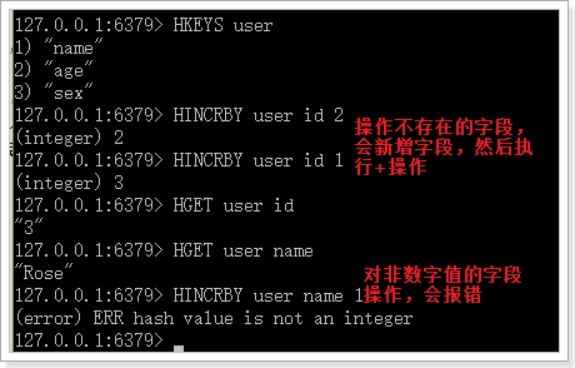 127.0.0.1:6379> HKEYS user
1) "name"
2) "age"
3) "sex"
127.0.0.1:6379> HINCRBY user id 2
(integer) 2
127.0.0.1:6379> HINCRBY user id 1
(integer) 3
操作不存在的字段，
会新增字段，然后执
行+操作
127.0.0.1:6379> HGET user id
"3"
127.0.0.1:6379> HGET user name
"Rose"
127.0.0.1:6379> HINCRBY user name 1
(error) ERR hash value is not an integer
对非数字值的字段
操作，会报错
127.0.0.1:6379>